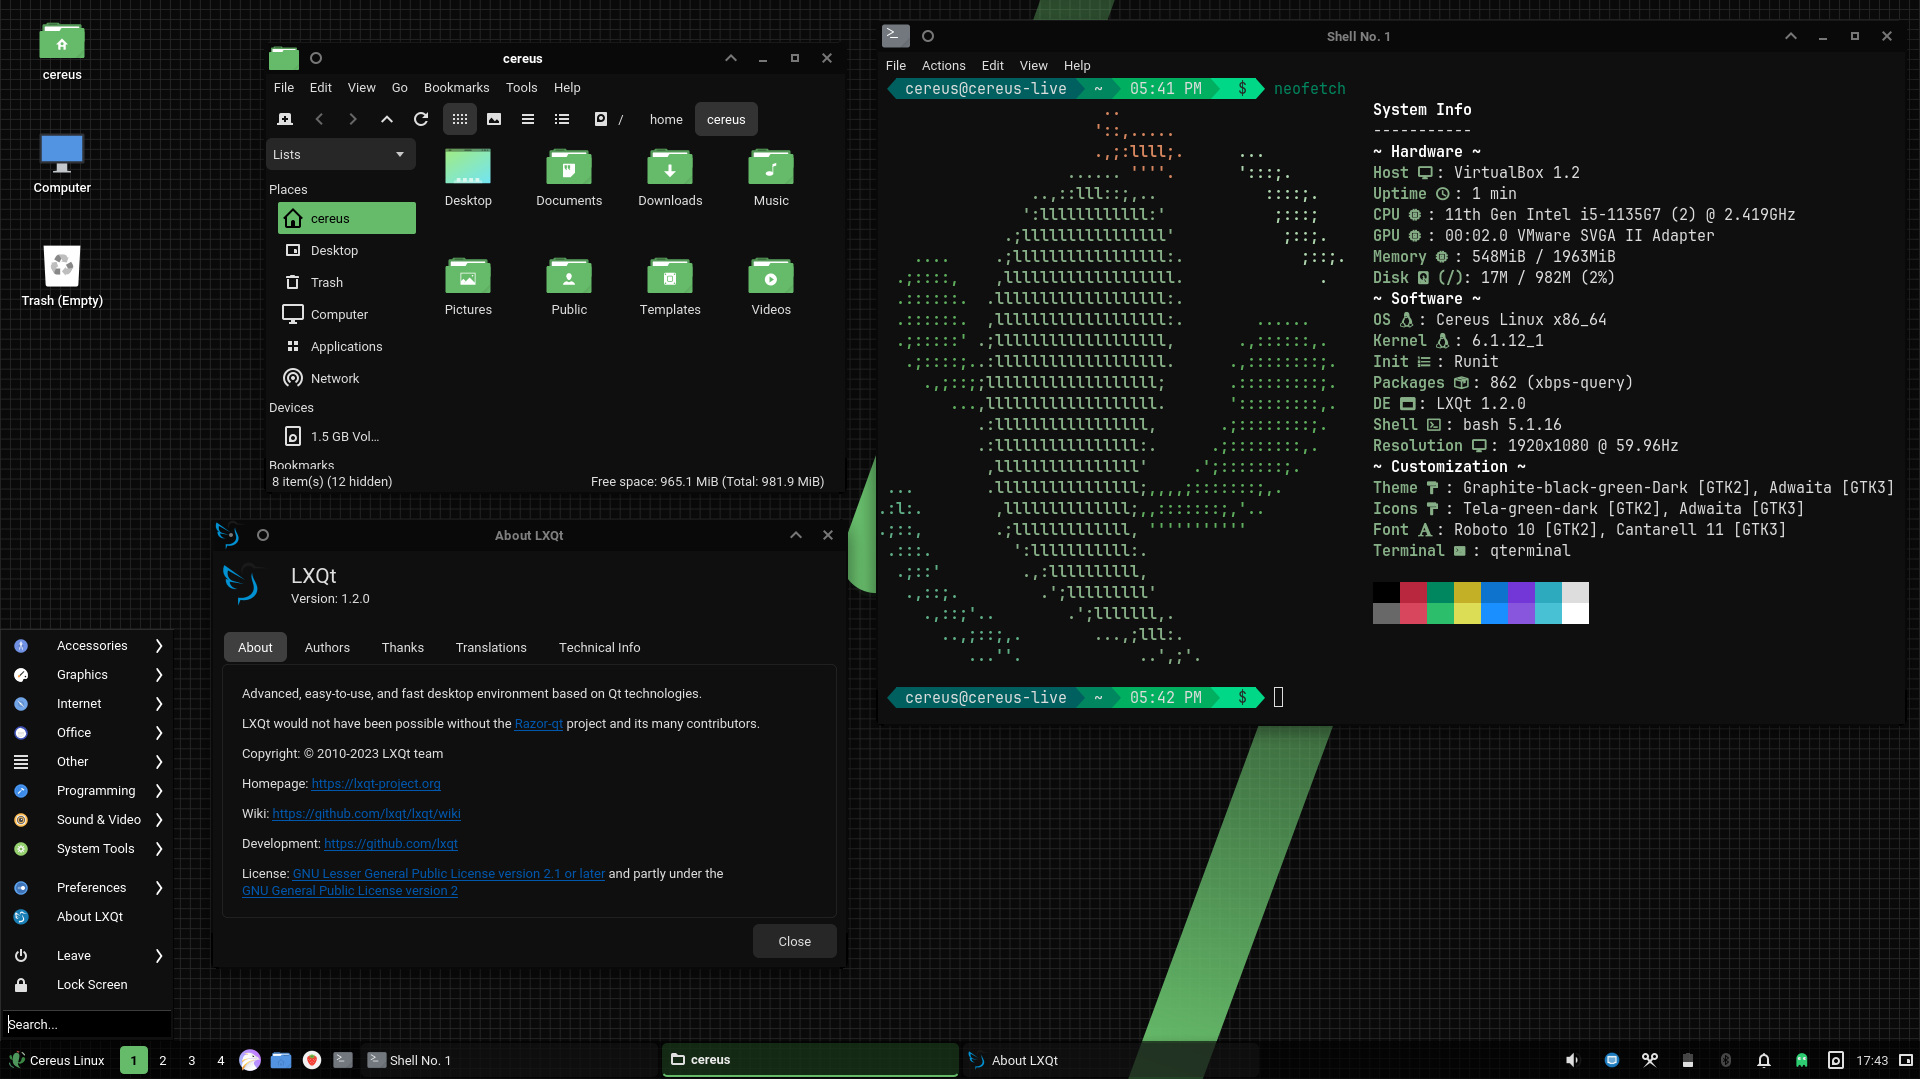 cereus
Computer
Trash (Empty)
cereus
File Edit View Go Bookmarks Tools Help
/ home cereus
Lists
Places
cereus
Desktop
Trash
Computer
Applications
Network
Devices
1.5 GB Vol...
Bookmarks
Desktop Documents Downloads Music
Pictures Public Templates Videos
8 item(s) (12 hidden) Free space: 965.1 MiB (Total: 981.9 MiB)
Shell No. 1
File Actions Edit View Help
cereus@cereus-live ~ 05:41 PM $ neofetch
System Info
-----------
~ Hardware ~
Host : VirtualBox 1.2
Uptime : 1 min
CPU : 11th Gen Intel i5-1135G7 (2) @ 2.419GHz
GPU : 00:02.0 VMware SVGA II Adapter
Memory : 548MiB / 1963MiB
Disk (/): 17M / 982M (2%)
~ Software ~
OS : Cereus Linux x86_64
Kernel : 6.1.12_1
Init : Runit
Packages : 862 (xbps-query)
DE : LXQt 1.2.0
Shell : bash 5.1.16
Resolution : 1920x1080 @ 59.96Hz
~ Customization ~
Theme : Graphite-black-green-Dark [GTK2], Adwaita [GTK3]
Icons : Tela-green-dark [GTK2], Adwaita [GTK3]
Font : Roboto 10 [GTK2], Cantarell 11 [GTK3]
Terminal : qterminal
cereus@cereus-live ~ 05:42 PM $
About LXQt
LXQt
Version: 1.2.0
About Authors Thanks Translations Technical Info
Advanced, easy-to-use, and fast desktop environment based on Qt technologies.
LXQt would not have been possible without the Razor-qt project and its many contributors.
Copyright: © 2010-2023 LXQt team
Homepage: https://lxqt-project.org
Wiki: https://github.com/lxqt/lxqt/wiki
Development: https://github.com/lxqt
License: GNU Lesser General Public License version 2.1 or later and partly under the
GNU General Public License version 2
Close
Accessories
Graphics
Internet
Office
Other
Programming
Sound & Video
System Tools
Preferences
About LXQt
Leave
Lock Screen
Search...
Cereus Linux 1 2 3 4 Shell No. 1 cereus About LXQt 17:43